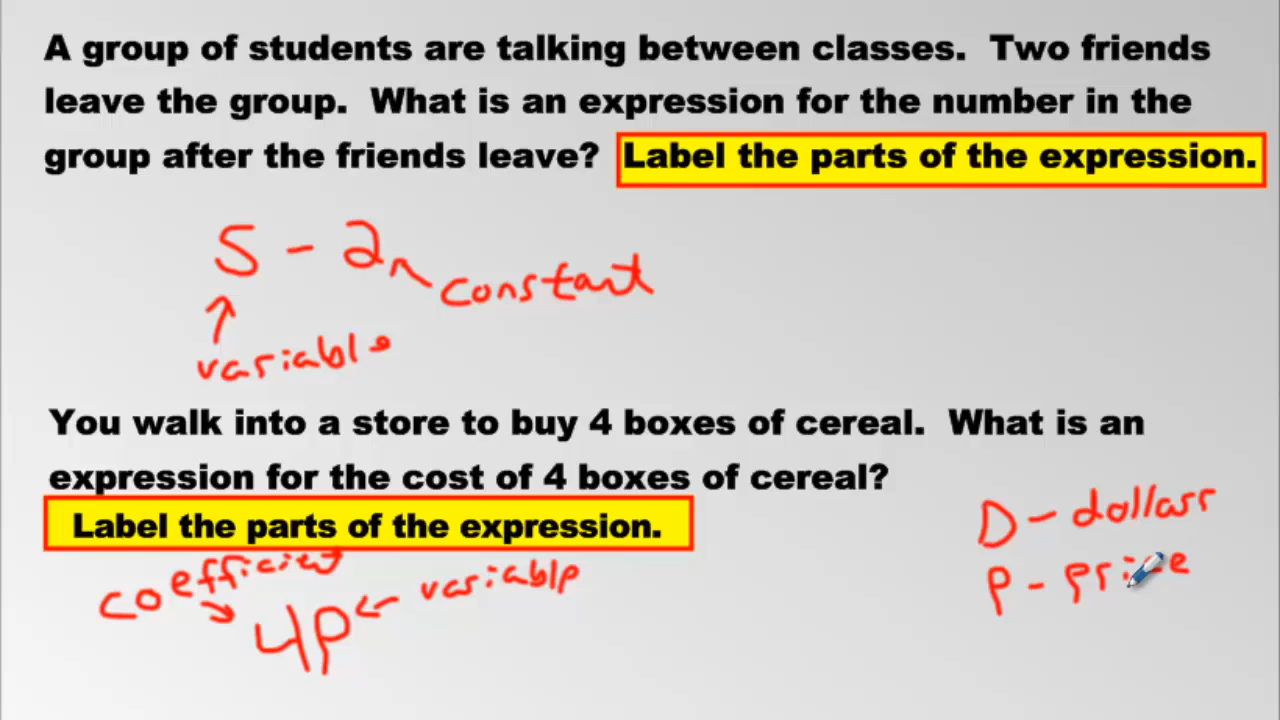 A group of students are talking between classes. Two friends
leave the group. What is an expression for the number in the
group after the friends leave? Label the parts of the expression.
S - 2
constant
variable
You walk into a store to buy 4 boxes of cereal. What is an
expression for the cost of 4 boxes of cereal?
Label the parts of the expression.
D - dollars
P - price
coefficient
variable
4P